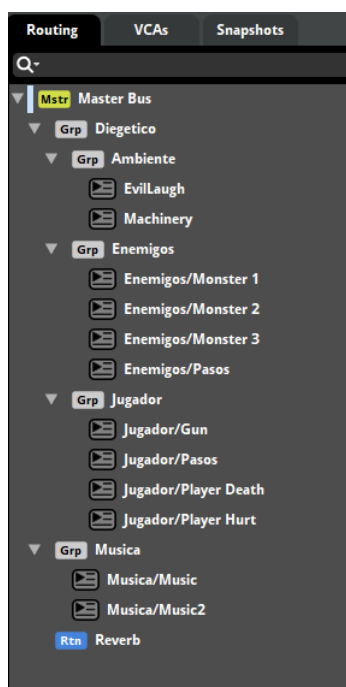 Routing VCAs Snapshots
Mstr Master Bus
Grp Diegetico
Grp Ambiente
EvilLaugh
Machinery
Grp Enemigos
Enemigos/Monster 1
Enemigos/Monster 2
Enemigos/Monster 3
Enemigos/Pasos
Grp Jugador
Jugador/Gun
Jugador/Pasos
Jugador/Player Death
Jugador/Player Hurt
Grp Musica
Musica/Music
Musica/Music2
Rtn Reverb